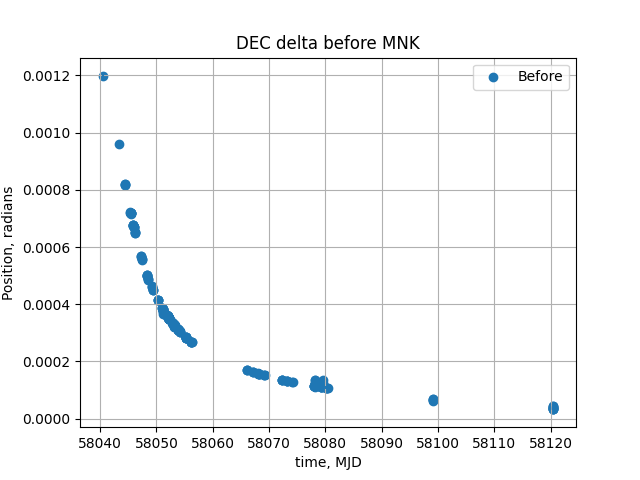 DEC delta before MNK
Before
Position, radians
0.0012
0.0010
0.0008
0.0006
0.0004
0.0002
0.0000
58040 58050 58060 58070 58080 58090 58100 58110 58120
time, MJD